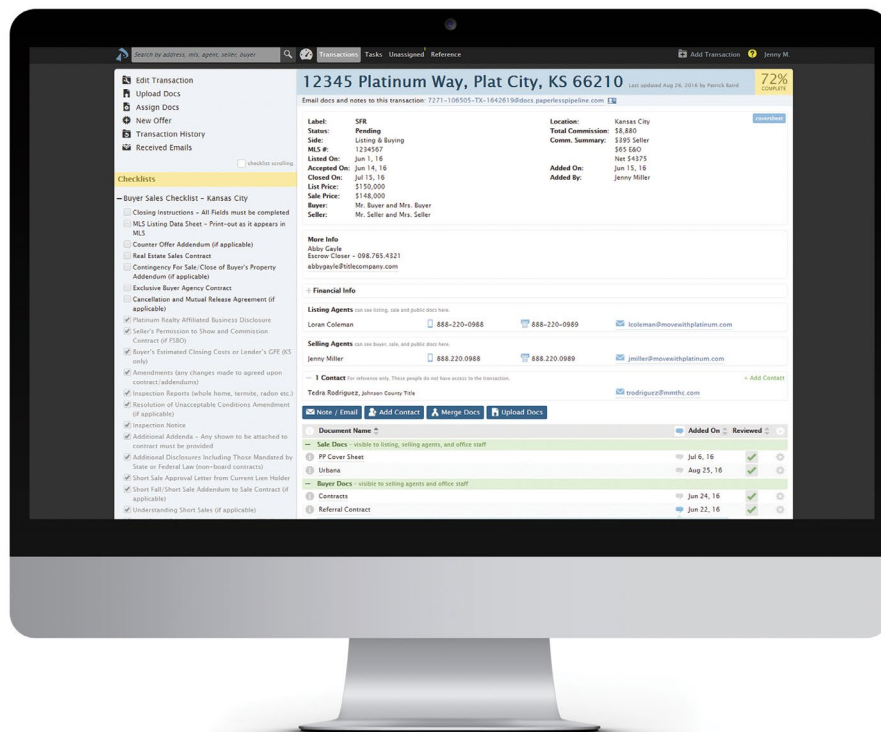 Search by address, mls, agent, seller, buyer
Transactions Tasks Unassigned Reference
Add Transaction ? Jenny M.
Edit Transaction
Upload Docs
Assign Docs
New Offer
Transaction History
Received Emails
checklist scrolling
Checklists
Buyer Sales Checklist - Kansas City
Closing Instructions - All Fields must be completed
MLS Listing Data Sheet - Print-out as it appears in
MLS
Counter Offer Addendum (if applicable)
Real Estate Sales Contract
Contingency For Sale/Close of Buyer's Property
Addendum (if applicable)
Exclusive Buyer Agency Contract
Cancellation and Mutual Release Agreement (if
applicable)
Platinum Realty Affiliated Business Disclosure
Seller's Permission to Show and Commission
Contract (if FSBO)
Buyer's Estimated Closing Costs or Lender's GFE (KS
only)
Amendments (any changes made to agreed upon
contract/addendums)
Inspection Reports (whole home, termite, radon etc.)
Resolution of Unacceptable Conditions Amendment
(if applicable)
Inspection Notice
Additional Addenda - Any shown to be attached to
contract must be provided
Additional Disclosures Including Those Mandated by
State or Federal Law (non-board contracts)
Short Sale Approval Letter from Current Lien Holder
Short Fall/Short Sale Addendum to Sale Contract (if
applicable)
Understanding Short Sales (if applicable)
12345 Platinum Way, Plat City, KS 66210 Last updated Aug 26, 2016 by Patrick Baird
72%
COMPLETE
Email docs and notes to this transaction: 7271-106505-TX-1642619@docs.paperlesspipeline.com
coversheet
Label: SFR
Status: Pending
Side: Listing & Buying
MLS #: 1234567
Listed On: Jun 1, 16
Accepted On: Jun 14, 16
Closed On: Jul 15, 16
List Price: $150,000
Sale Price: $148,000
Buyer: Mr. Buyer and Mrs. Buyer
Seller: Mr. Seller and Mrs. Seller
Location: Kansas City
Total Commission: $8,880
Comm. Summary: $395 Seller
$65 E&O
Net $4375
Added On: Jun 15, 16
Added By: Jenny Miller
More Info
Abby Gayle
Escrow Closer - 098.765.4321
abbygayle@titlecompany.com
+ Financial Info
Listing Agents can see listing, sale and public docs here.
Loran Coleman 888-220-0988 888-220-0989 lcoleman@movewithplatinum.com
Selling Agents can see buyer, sale, and public docs here.
Jenny Miller 888.220.0988 888.220.0989 jmiller@movewithplatinum.com
— 1 Contact For reference only. These people do not have access to the transaction. + Add Contact
Tedra Rodriguez, Johnson County Title trodriguez@mmthc.com
Note / Email Add Contact Merge Docs Upload Docs
Document Name Added On Reviewed
— Sale Docs - visible to listing, selling agents, and office staff
PP Cover Sheet Jul 6, 16
Urbana Aug 25, 16
— Buyer Docs - visible to selling agents and office staff
Contracts Jun 24, 16
Referral Contract Jun 22, 16